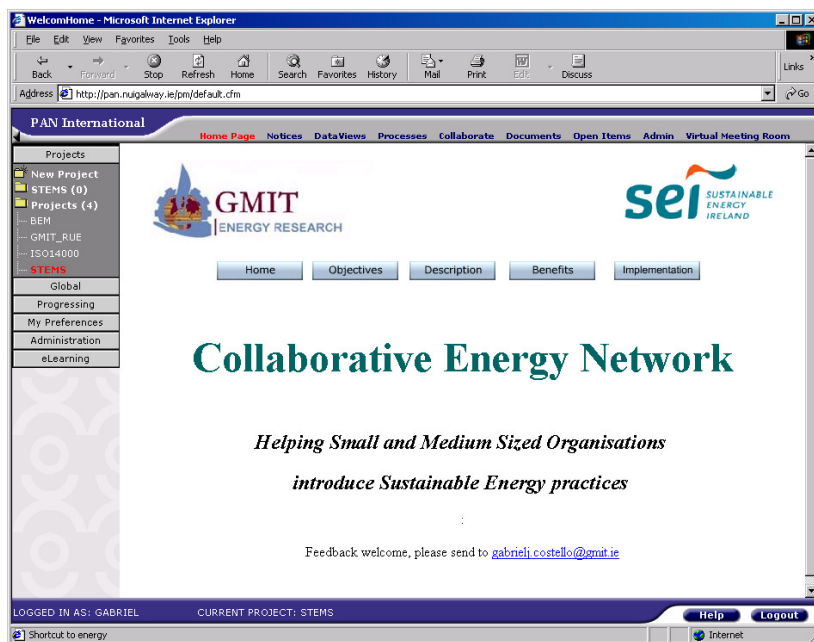 WelcomHome - Microsoft Internet Explorer
File Edit View Favorites Tools Help
Back Forward Stop Refresh Home Search Favorites History Mail Print Edit Discuss Links
Address http://pan.nuigalway.ie/pm/default.cfm Go
PAN International
Home Page Notices DataViews Processes Collaborate Documents Open Items Admin Virtual Meeting Room
Projects
New Project
STEMS (0)
Projects (4)
BEM
GMIT_RUE
ISO14000
STEMS
Global
Progressing
My Preferences
Administration
eLearning
GMIT
ENERGY RESEARCH
sei SUSTAINABLE
ENERGY
IRELAND
Home Objectives Description Benefits Implementation
Collaborative Energy Network
Helping Small and Medium Sized Organisations
introduce Sustainable Energy practices
:
Feedback welcome, please send to gabrielj.costello@gmit.ie
LOGGED IN AS: GABRIEL CURRENT PROJECT: STEMS Help Logout
Shortcut to energy Internet